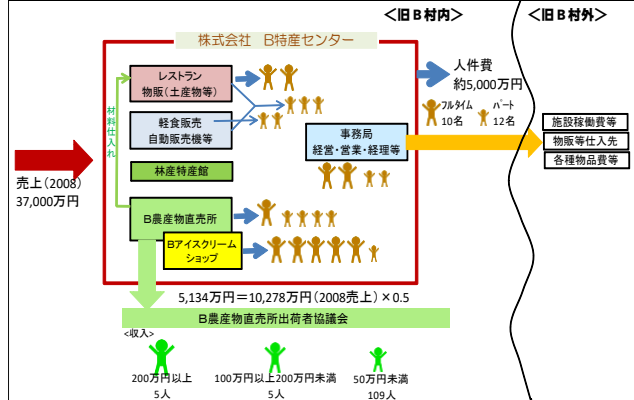 ＜旧Ｂ村内＞
＜旧Ｂ村外＞
株式会社　Ｂ特産センター
レストラン
物販（土産物等）
材料仕入れ
軽食販売
自動販売機等
林産特産館
Ｂ農産物直売所
Ｂアイスクリーム
ショップ
事務局
経営・営業・経理等
人件費
約5,000万円
フルタイム
10名
パート
12名
施設稼働費等
物販等仕入先
各種物品費等
売上（2008）
37,000万円
5,134万円＝10,278万円（2008売上）×0.5
Ｂ農産物直売所出荷者協議会
<収入>
200万円以上
5人
100万円以上200万円未満
5人
50万円未満
109人